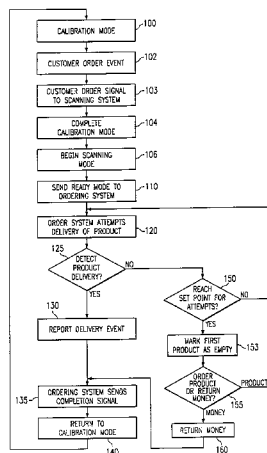 CALIBRATION MODE
100
CUSTOMER ORDER EVENT
102
CUSTOMER ORDER SIGNAL
TO SCANNING SYSTEM
103
COMPLETE
CALIBRATION MODE
104
BEGIN SCANNING
MODE
106
SEND READY MODE TO
ORDERING SYSTEM
110
ORDER SYSTEM ATTEMPTS
DELIVERY OF PRODUCT
120
125
DETECT
PRODUCT
DELIVERY?
NO
YES
150
REACH
SET POINT FOR
ATTEMPTS?
NO
YES
130
REPORT DELIVERY EVENT
MARK FIRST
PRODUCT AS EMPTY
153
ORDER
PRODUCT
OR RETURN
MONEY?
PRODUCT
155
MONEY
ORDERING SYSTEM SENDS
COMPLETION SIGNAL
135
RETURN TO
CALIBRATION MODE
140
RETURN MONEY
160